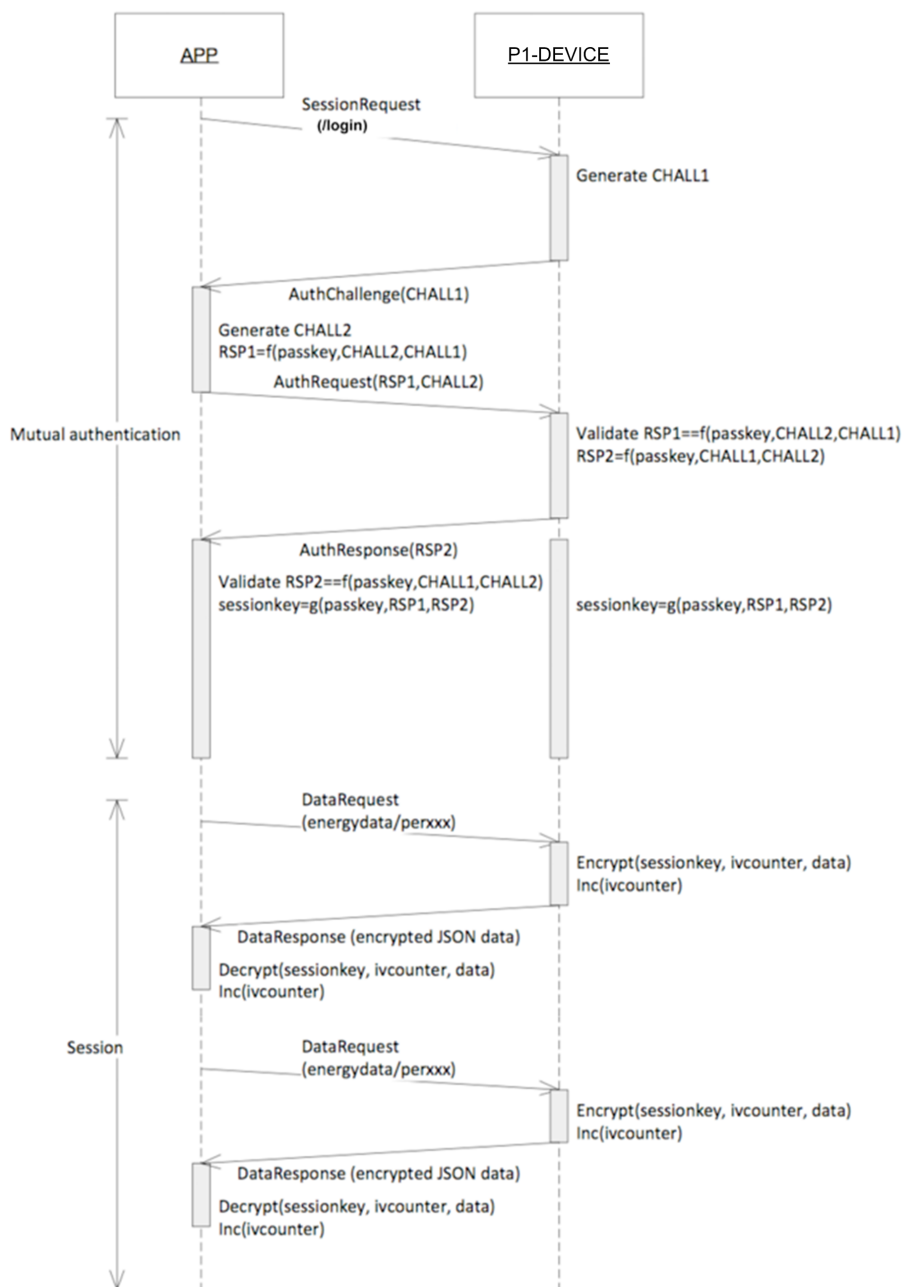 APP
P1-DEVICE
SessionRequest
(/login)
Generate CHALL1
AuthChallenge(CHALL1)
Generate CHALL2
RSP1=f(passkey,CHALL2,CHALL1)
AuthRequest(RSP1,CHALL2)
Mutual authentication
Validate RSP1==f(passkey,CHALL2,CHALL1)
RSP2=f(passkey,CHALL1,CHALL2)
AuthResponse(RSP2)
Validate RSP2==f(passkey,CHALL1,CHALL2)
sessionkey=g(passkey,RSP1,RSP2)
sessionkey=g(passkey,RSP1,RSP2)
DataRequest
(energydata/perxxx)
Encrypt(sessionkey, ivcounter, data)
Inc(ivcounter)
DataResponse (encrypted JSON data)
Decrypt(sessionkey, ivcounter, data)
Inc(ivcounter)
Session
DataRequest
(energydata/perxxx)
Encrypt(sessionkey, ivcounter, data)
Inc(ivcounter)
DataResponse (encrypted JSON data)
Decrypt(sessionkey, ivcounter, data)
Inc(ivcounter)